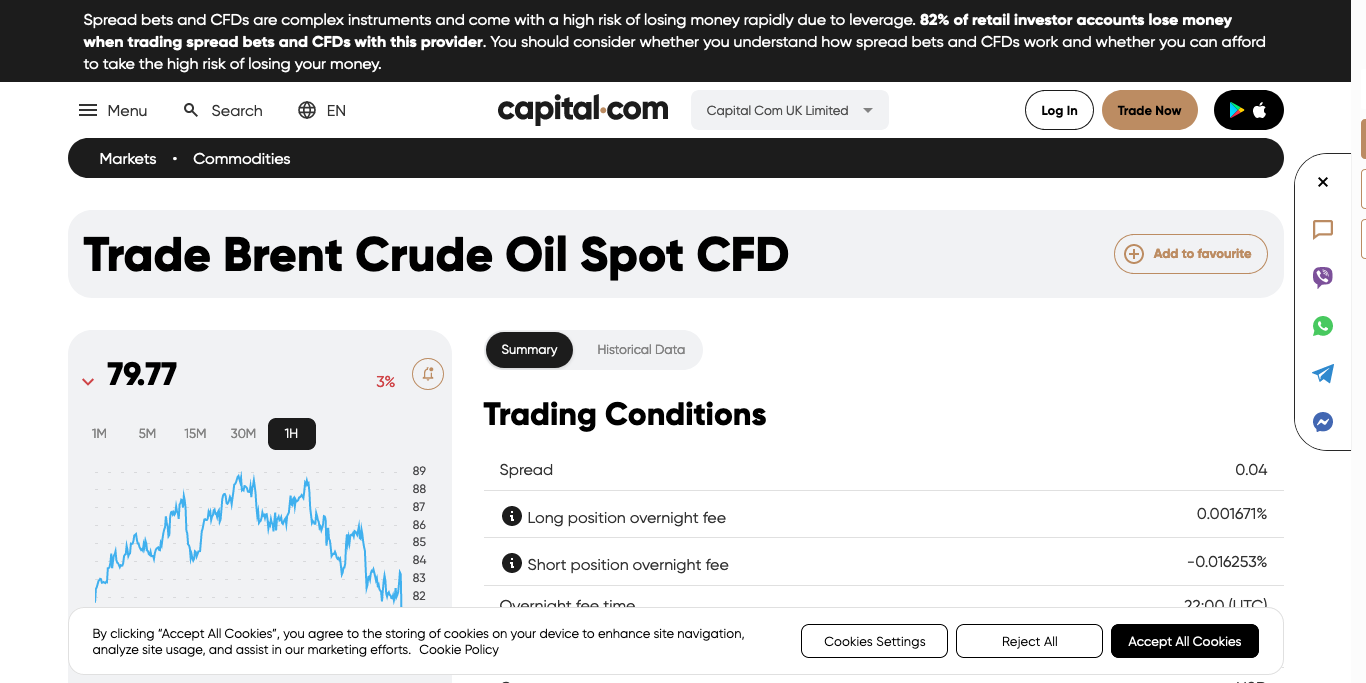 Spread bets and CFDs are complex instruments and come with a high risk of losing money rapidly due to leverage. 82% of retail investor accounts lose money
when trading spread bets and CFDs with this provider. You should consider whether you understand how spread bets and CFDs work and whether you can afford
to take the high risk of losing your money.
Menu Search EN capital.com Capital Com UK Limited Log In Trade Now
Markets • Commodities
Trade Brent Crude Oil Spot CFD Add to favourite
79.77 3%
1M 5M 15M 30M 1H
89
88
87
86
85
84
83
82
Summary Historical Data
Trading Conditions
Spread 0.04
Long position overnight fee 0.001671%
Short position overnight fee -0.016253%
Overnight fee time 22:00 (UTC)
By clicking “Accept All Cookies”, you agree to the storing of cookies on your device to enhance site navigation,
analyze site usage, and assist in our marketing efforts. Cookie Policy
Cookies Settings Reject All Accept All Cookies